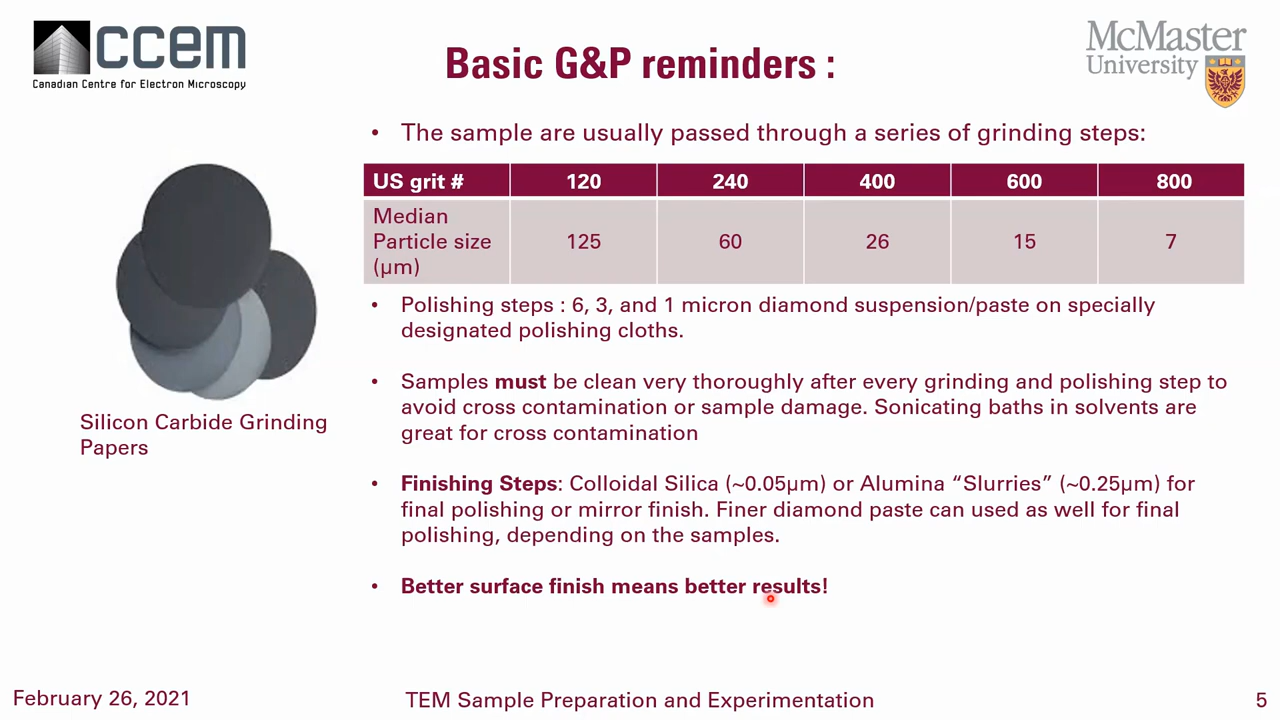 ccem
Canadian Centre for Electron Microscopy
Basic G&P reminders :
McMaster
University
• The sample are usually passed through a series of grinding steps:
US grit # 120 240 400 600 800
Median
Particle size
(µm) 125 60 26 15 7
• Polishing steps : 6, 3, and 1 micron diamond suspension/paste on specially
designated polishing cloths.
• Samples must be clean very thoroughly after every grinding and polishing step to
avoid cross contamination or sample damage. Sonicating baths in solvents are
great for cross contamination
Silicon Carbide Grinding
Papers
• Finishing Steps: Colloidal Silica (~0.05µm) or Alumina “Slurries” (~0.25µm) for
final polishing or mirror finish. Finer diamond paste can used as well for final
polishing, depending on the samples.
• Better surface finish means better results!
February 26, 2021
TEM Sample Preparation and Experimentation
5